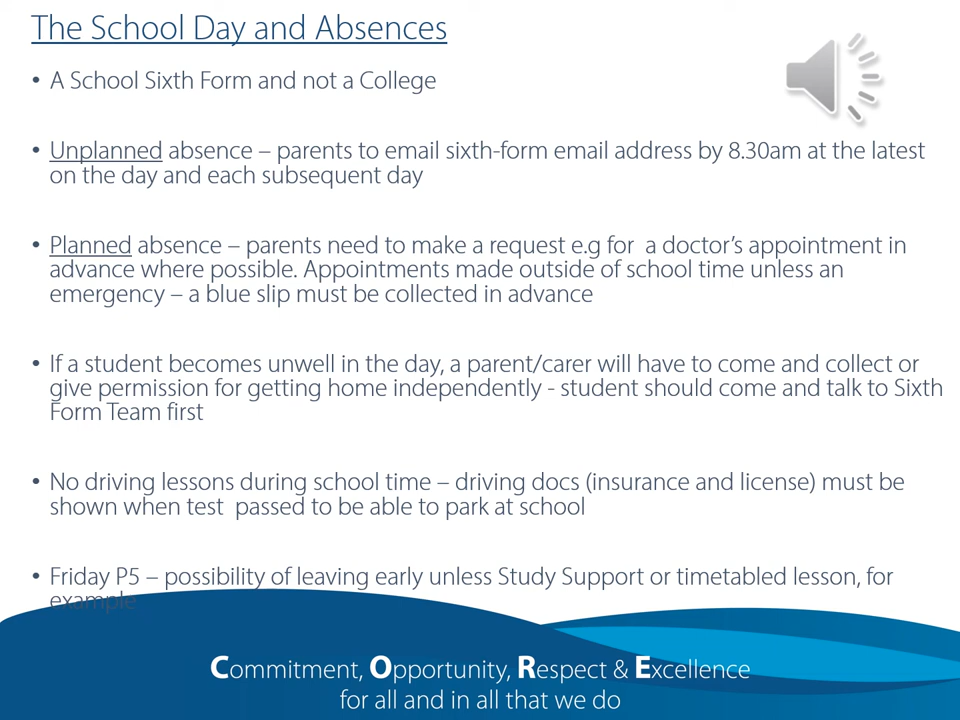 The School Day and Absences
• A School Sixth Form and not a College
• Unplanned absence – parents to email sixth-form email address by 8.30am at the latest
on the day and each subsequent day
• Planned absence – parents need to make a request e.g for  a doctor's appointment in
advance where possible. Appointments made outside of school time unless an
emergency – a blue slip must be collected in advance
• If a student becomes unwell in the day, a parent/carer will have to come and collect or
give permission for getting home independently - student should come and talk to Sixth
Form Team first
• No driving lessons during school time – driving docs (insurance and license) must be
shown when test  passed to be able to park at school
• Friday P5 – possibility of leaving early unless Study Support or timetabled lesson, for
example
Commitment, Opportunity, Respect & Excellence
for all and in all that we do